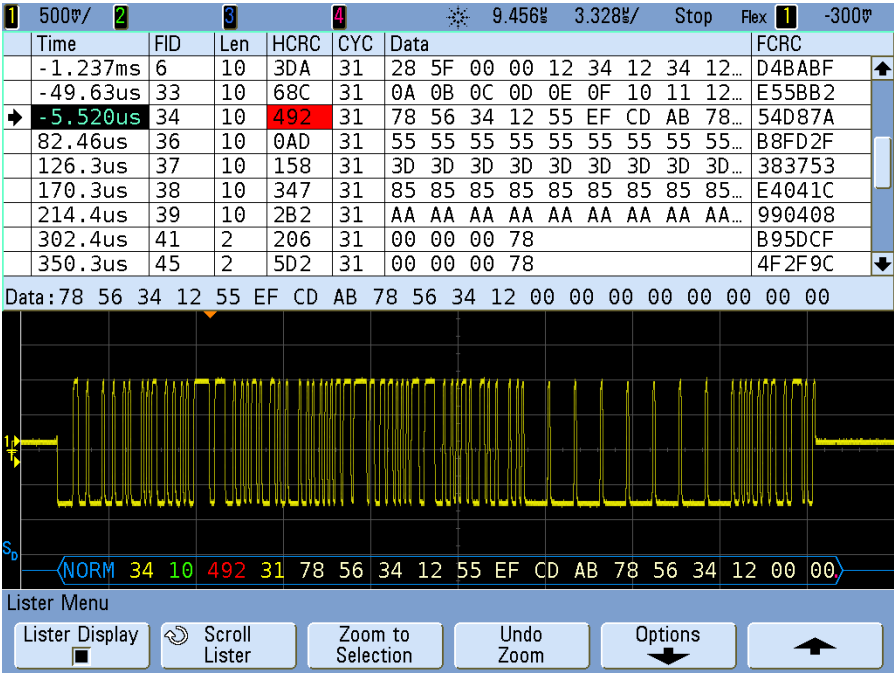 1 500mV/ 2 3 4 9.456µs 3.328µs/ Stop Flex 1 -300mV
Time FID Len HCRC CYC Data FCRC
-1.237ms 6 10 3DA 31 28 5F 00 00 12 34 12 34 12… D4BABF
-49.63us 33 10 68C 31 0A 0B 0C 0D 0E 0F 10 11 12… E55BB2
-5.520us 34 10 492 31 78 56 34 12 55 EF CD AB 78… 54D87A
82.46us 36 10 0AD 31 55 55 55 55 55 55 55 55 55… B8FD2F
126.3us 37 10 158 31 3D 3D 3D 3D 3D 3D 3D 3D 3D… 383753
170.3us 38 10 347 31 85 85 85 85 85 85 85 85 85… E4041C
214.4us 39 10 2B2 31 AA AA AA AA AA AA AA AA AA… 990408
302.4us 41 2 206 31 00 00 00 78 B95DCF
350.3us 45 2 5D2 31 00 00 00 78 4F2F9C
Data:78 56 34 12 55 EF CD AB 78 56 34 12 00 00 00 00 00 00 00 00
1
T
SD
NORM 34 10 492 31 78 56 34 12 55 EF CD AB 78 56 34 12 00 00.
Lister Menu
Lister Display Scroll Lister Zoom to Selection Undo Zoom Options